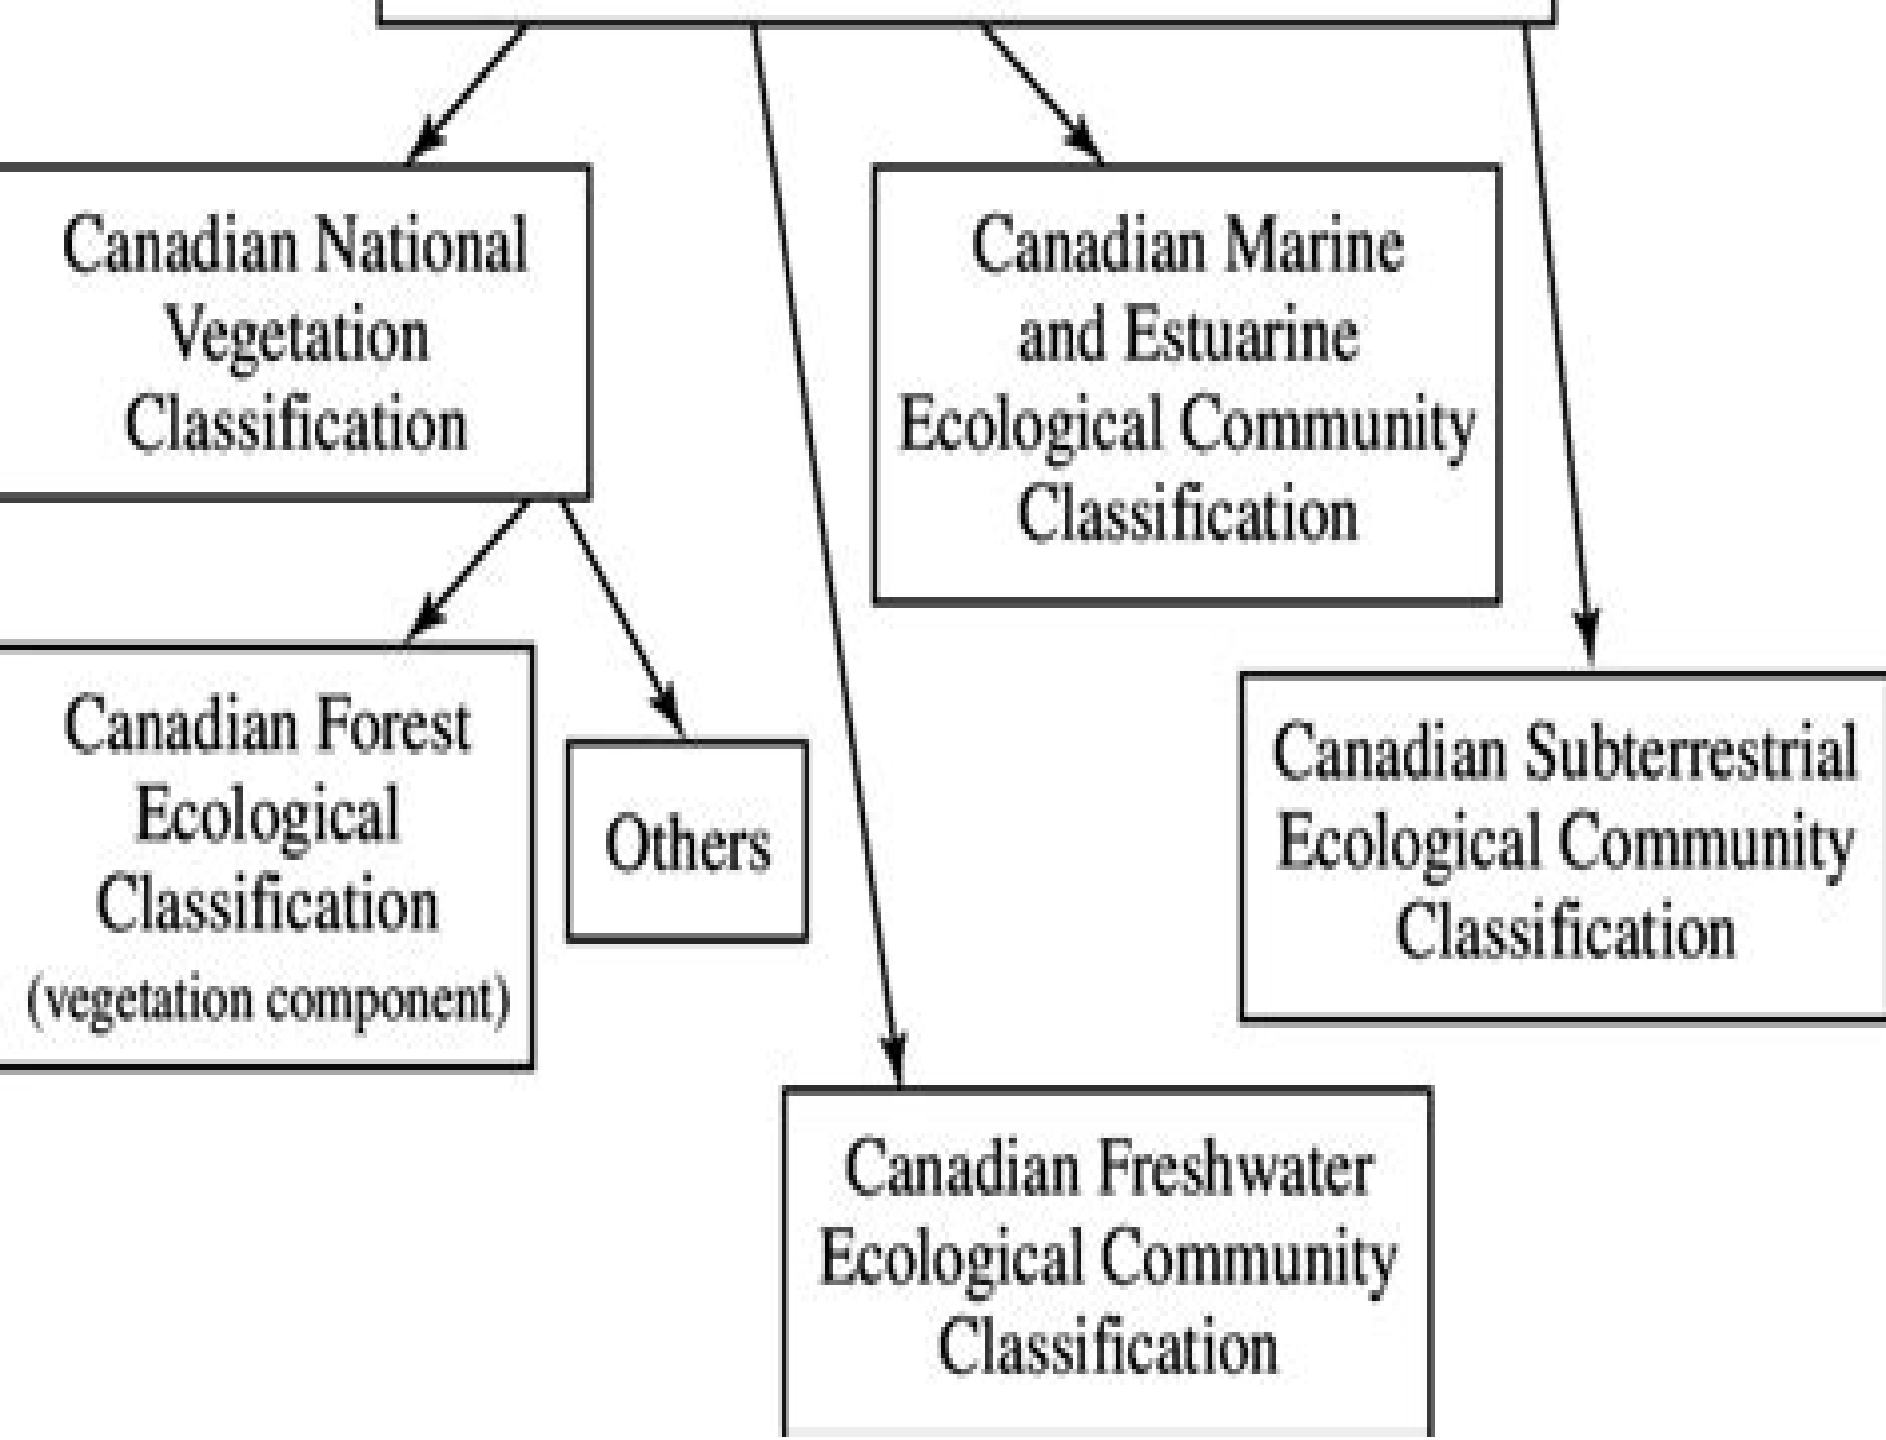 Canadian National
Vegetation
Classification
Canadian Marine
and Estuarine
Ecological Community
Classification
Canadian Forest
Ecological
Classification
(vegetation component)
Others
Canadian Subterrestrial
Ecological Community
Classification
Canadian Freshwater
Ecological Community
Classification